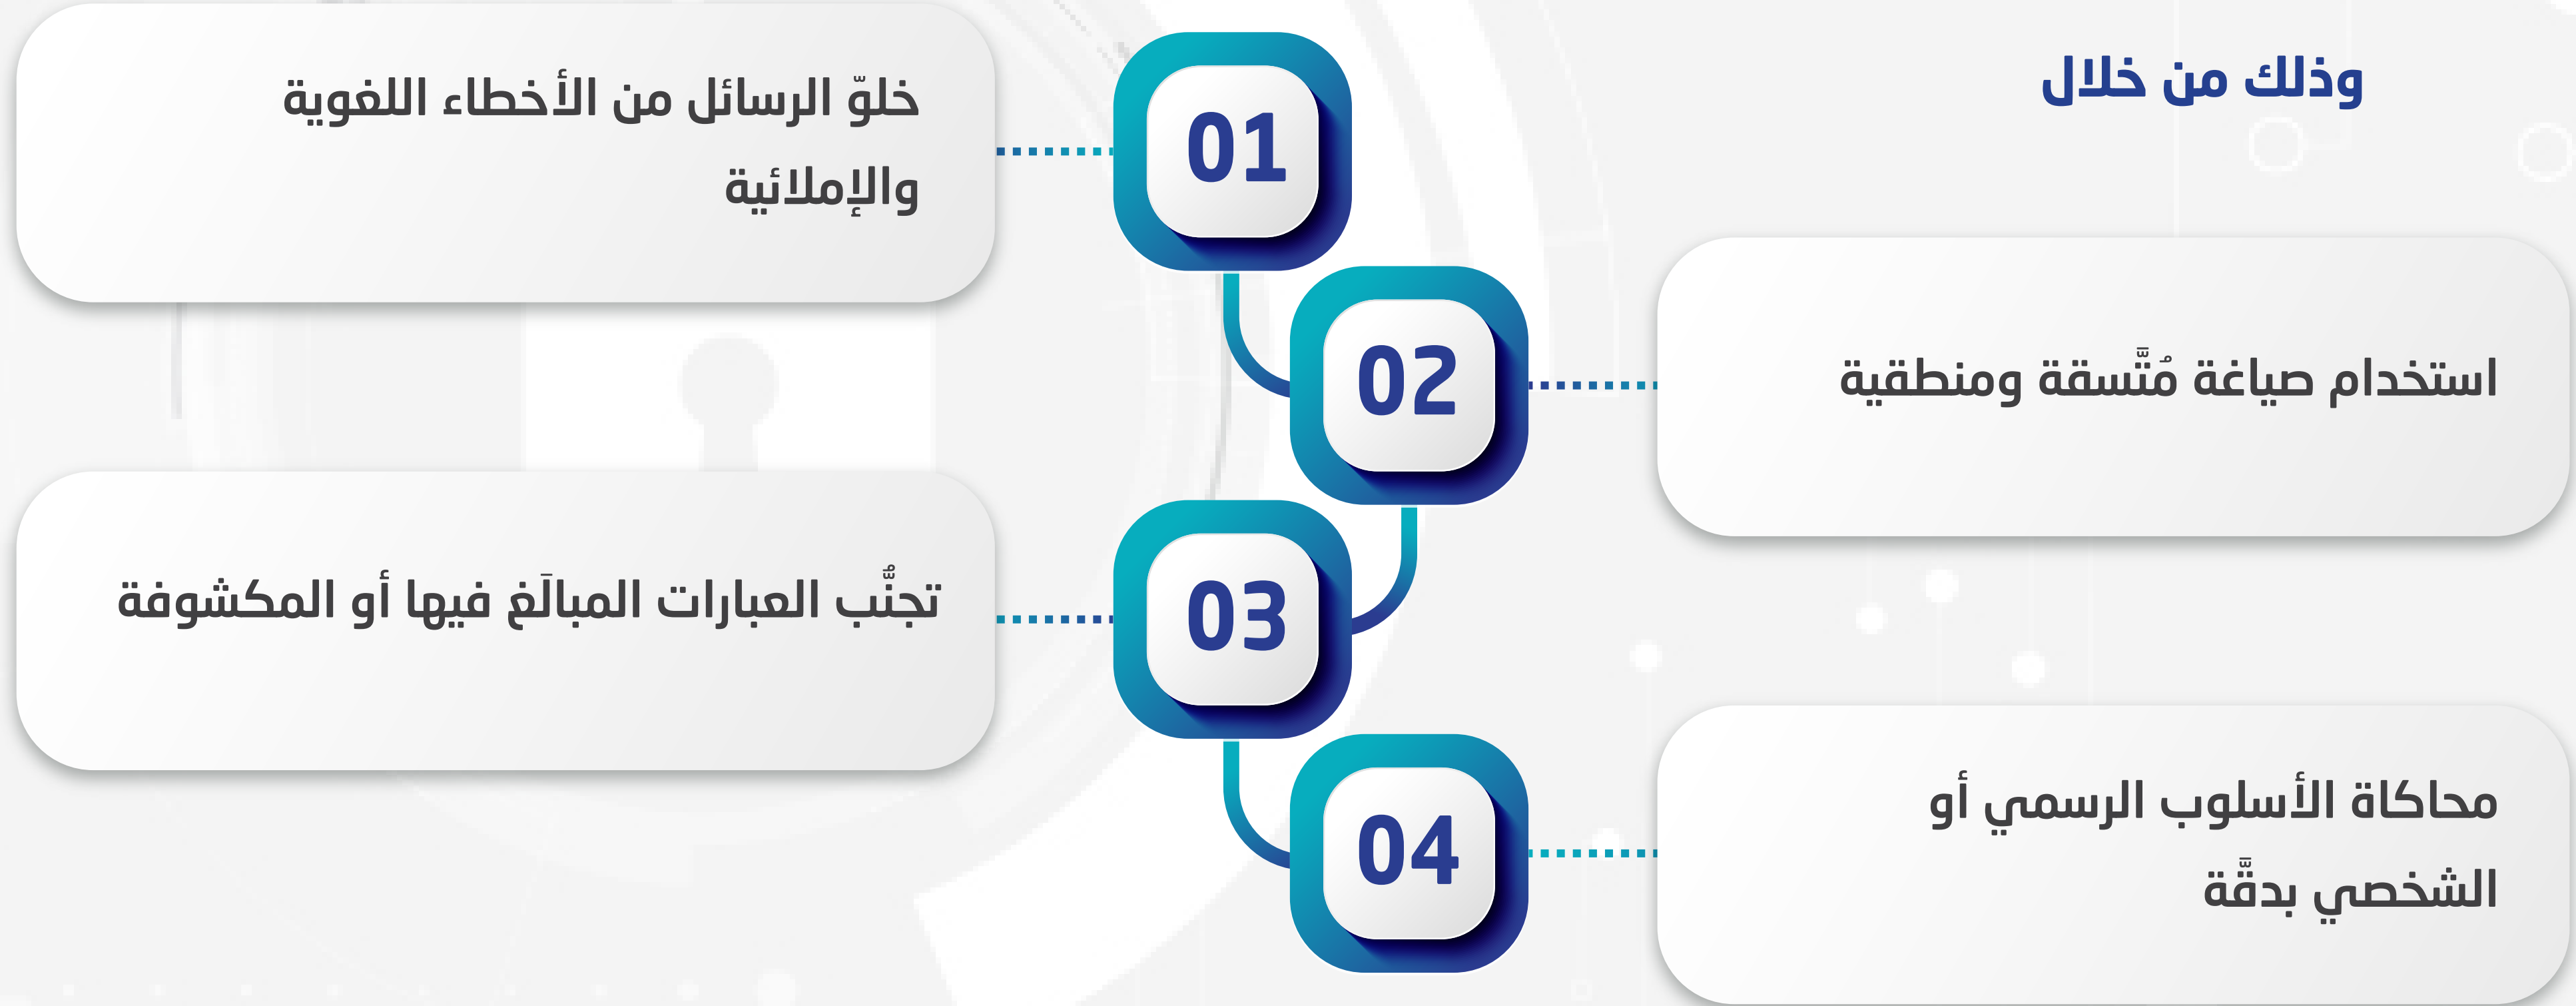 وذلك من خلال
01
خلوّ الرسائل من الأخطاء اللغوية
والإملائية
02
استخدام صياغة مُتَّسقة ومنطقية
03
تجنُّب العبارات المبالَغ فيها أو المكشوفة
04
محاكاة الأسلوب الرسمي أو
الشخصي بدقَّة